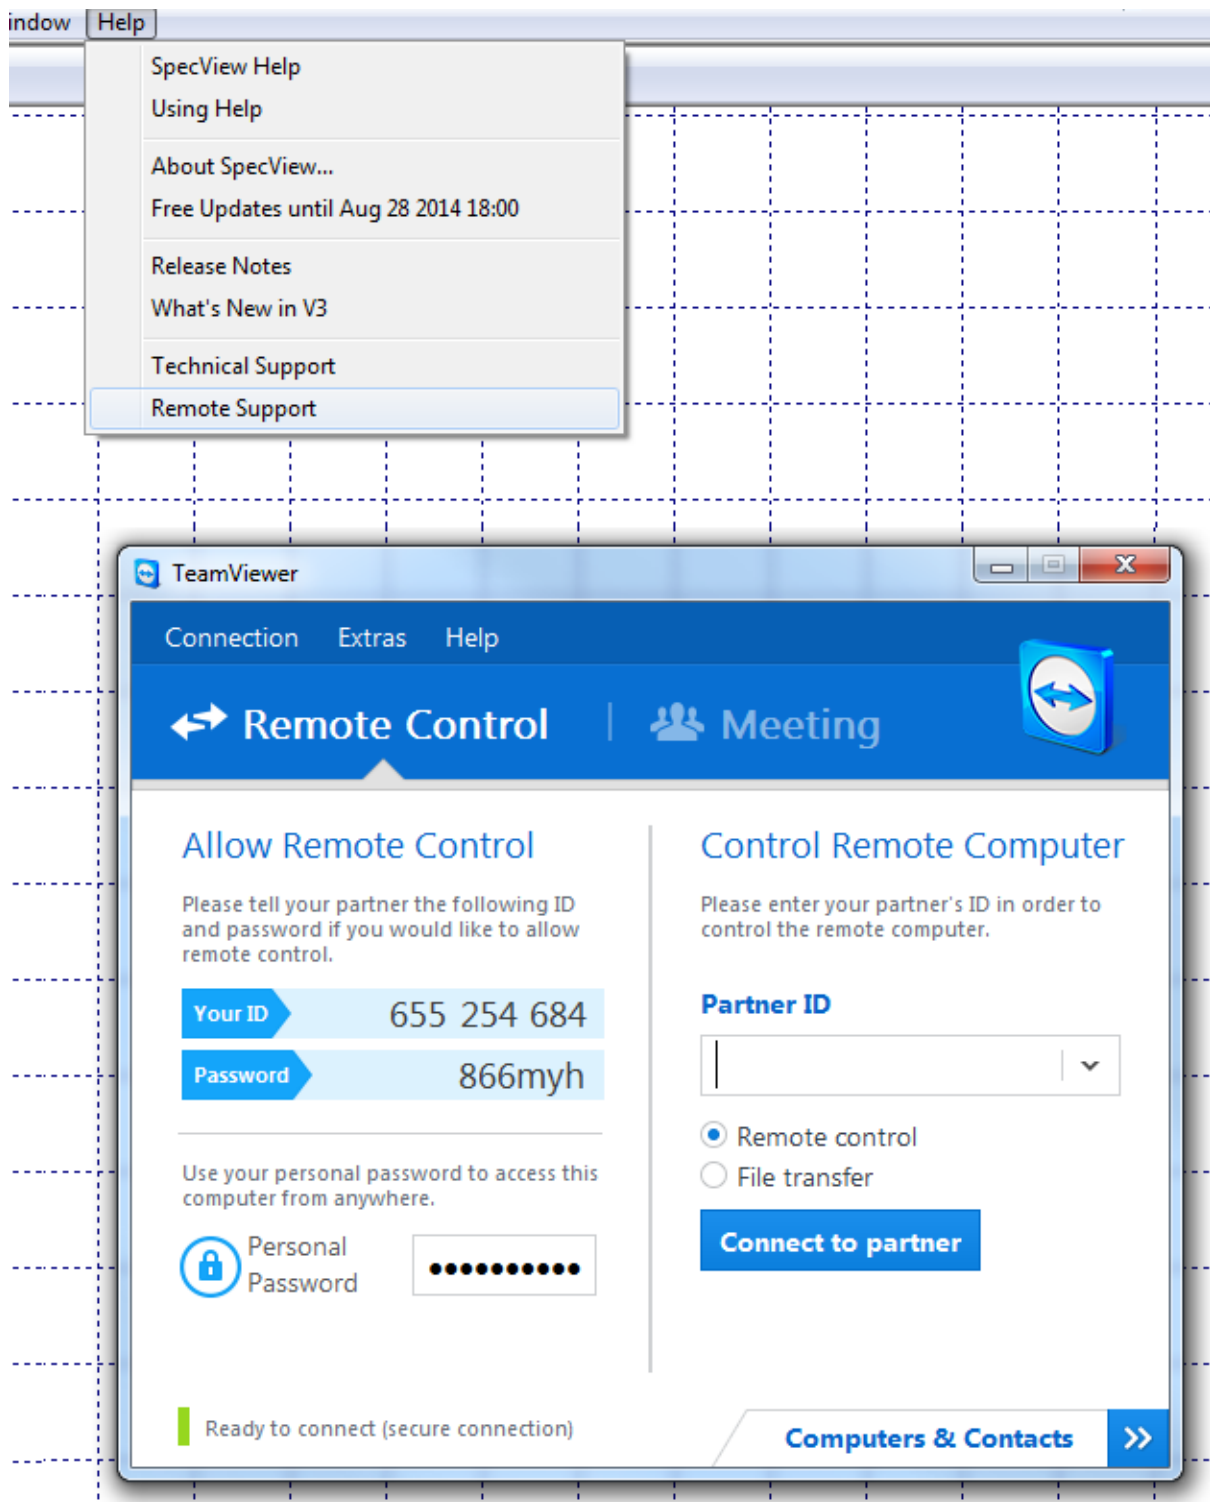 indow Help
SpecView Help
Using Help
About SpecView...
Free Updates until Aug 28 2014 18:00
Release Notes
What's New in V3
Technical Support
Remote Support
TeamViewer
Connection Extras Help
Remote Control Meeting
Allow Remote Control
Please tell your partner the following ID
and password if you would like to allow
remote control.
Your ID 655 254 684
Password 866myh
Use your personal password to access this
computer from anywhere.
Personal
Password
Control Remote Computer
Please enter your partner's ID in order to
control the remote computer.
Partner ID
Remote control
File transfer
Connect to partner
Ready to connect (secure connection)
Computers & Contacts